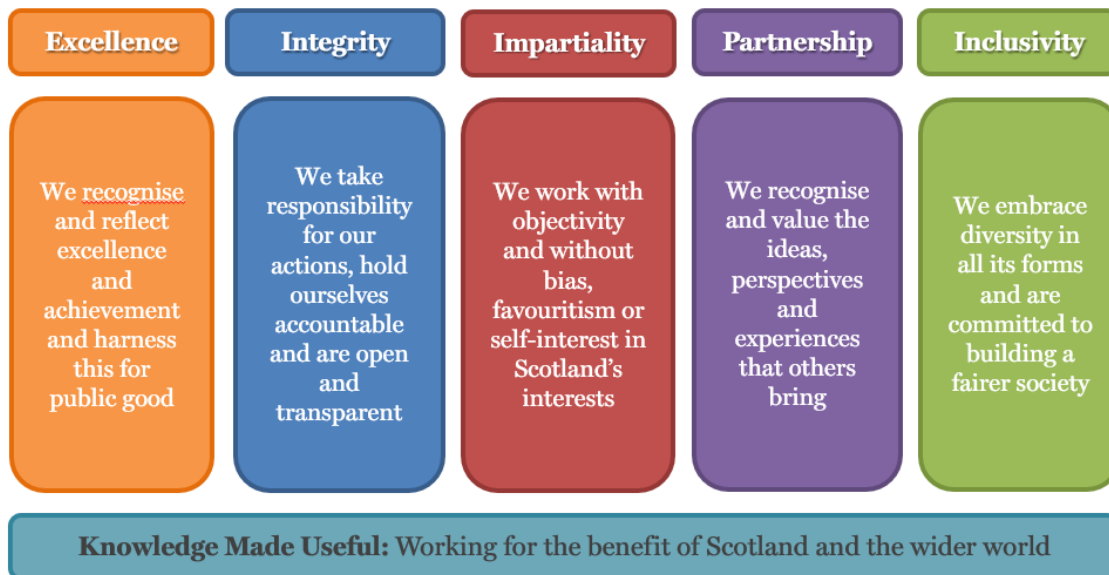 Excellence
Integrity
Impartiality
Partnership
Inclusivity
We recognise
and reflect
excellence
and
achievement
and harness
this for
public good
We take
responsibility
for our
actions, hold
ourselves
accountable
and are open
and
transparent
We work with
objectivity
and without
bias,
favouritism or
self-interest in
Scotland's
interests
We recognise
and value the
ideas,
perspectives
and
experiences
that others
bring
We embrace
diversity in
all its forms
and are
committed to
building a
fairer society
Knowledge Made Useful: Working for the benefit of Scotland and the wider world